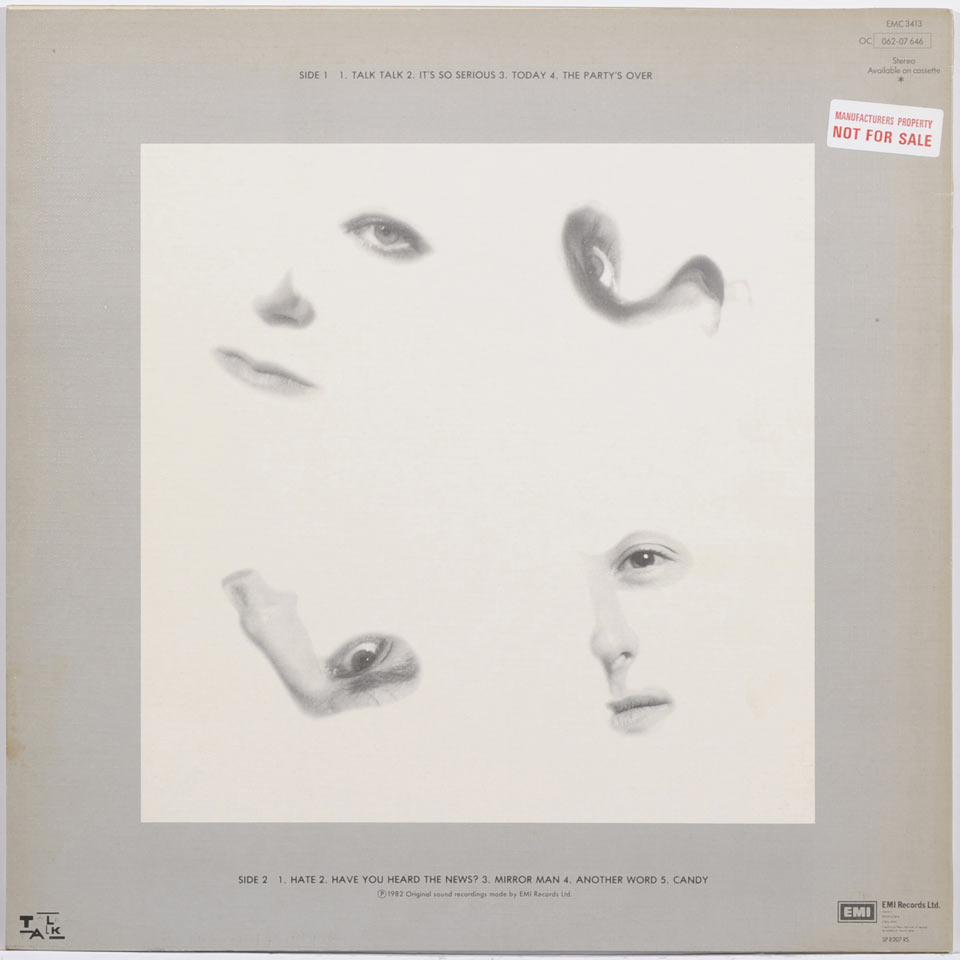 EMC 3413
OC 062-07 646
Stereo
Available on cassette
*
SIDE 1 1. TALK TALK 2. IT'S SO SERIOUS 3. TODAY 4. THE PARTY'S OVER
MANUFACTURERS PROPERTY
NOT FOR SALE
SIDE 2 1. HATE 2. HAVE YOU HEARD THE NEWS? 3. MIRROR MAN 4. ANOTHER WORD 5. CANDY
Ⓟ1982 Original sound recordings made by EMI Records Ltd.
TALK
EMI
EMI Records Ltd.